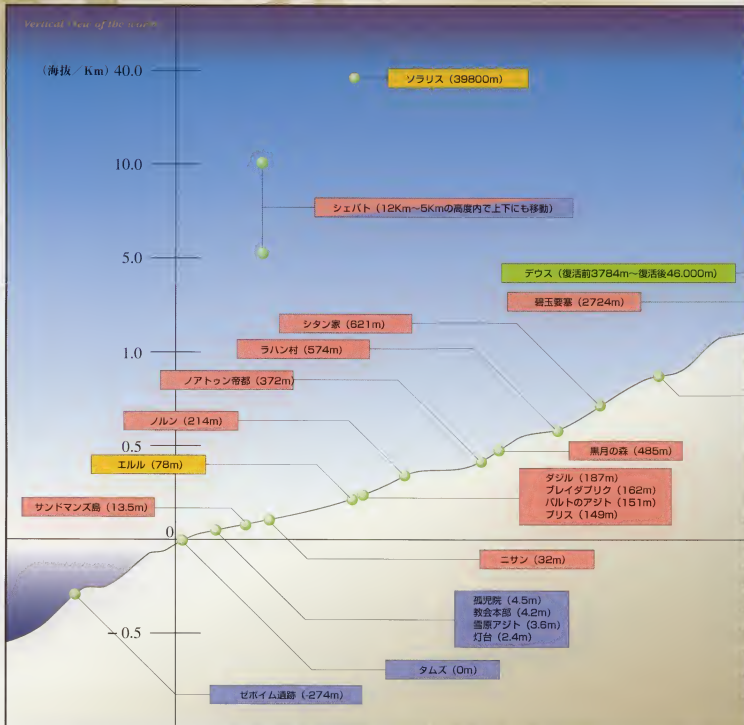 Vertical View of the world
(海抜/Km) 40.0
ソラリス (39800m)
10.0
シェバト (12Km〜5Kmの高度内で上下にも移動)
5.0
デウス (復活前3784m〜復活後46.000m)
碧玉要塞 (2724m)
シタン家 (621m)
1.0
ラハン村 (574m)
ノアトゥン帝都 (372m)
ノルン (214m)
0.5
黒月の森 (485m)
エルル (78m)
ダジル (187m)
ブレイダブリク (162m)
バルトのアジト (151m)
ブリス (149m)
サンドマンズ島 (13.5m)
0
ニサン (32m)
孤児院 (4.5m)
教会本部 (4.2m)
雪原アジト (3.6m)
灯台 (2.4m)
- 0.5
タムズ (0m)
ゼボイム遺跡 (-274m)